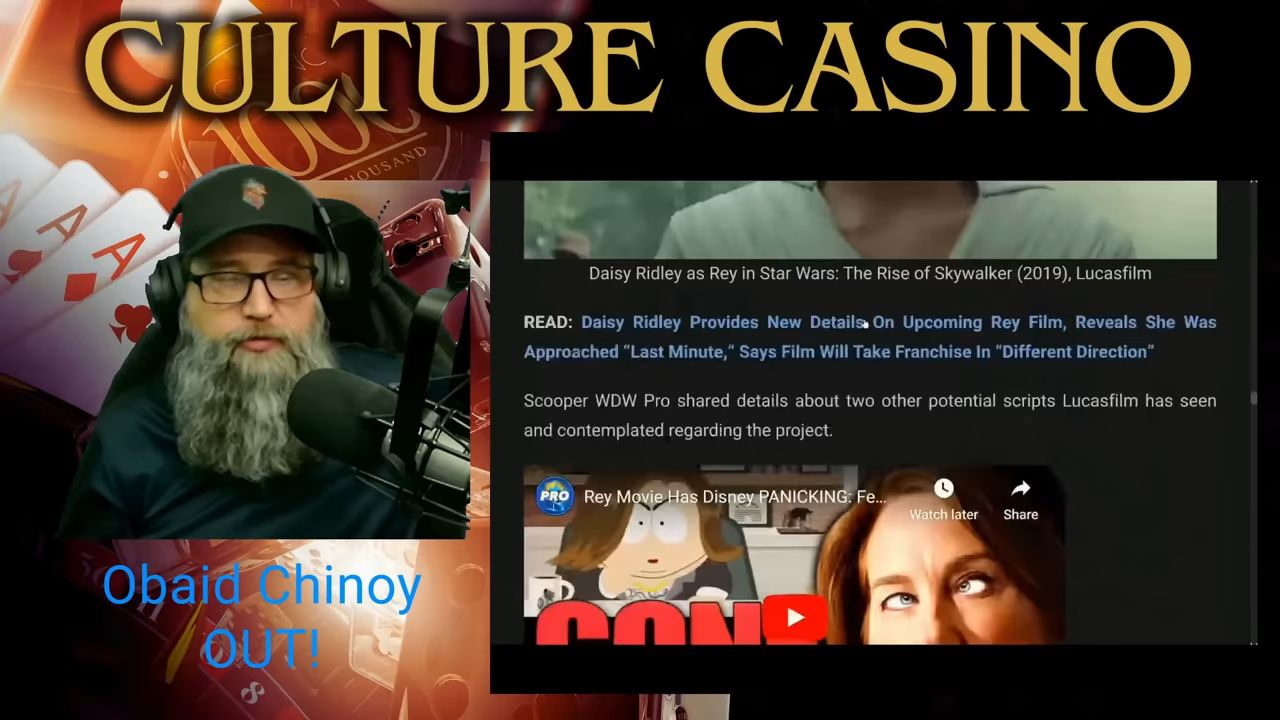 CULTURE CASINO
1000
THOUSAND
A
A
A
Daisy Ridley as Rey in Star Wars: The Rise of Skywalker (2019), Lucasfilm
READ: Daisy Ridley Provides New Details On Upcoming Rey Film, Reveals She Was
Approached “Last Minute,“ Says Film Will Take Franchise In “Different Direction”
Scooper WDW Pro shared details about two other potential scripts Lucasfilm has seen
and contemplated regarding the project.
PRO
Rey Movie Has Disney PANICKING: Fe...
Watch later
Share
Obaid Chinoy
OUT!